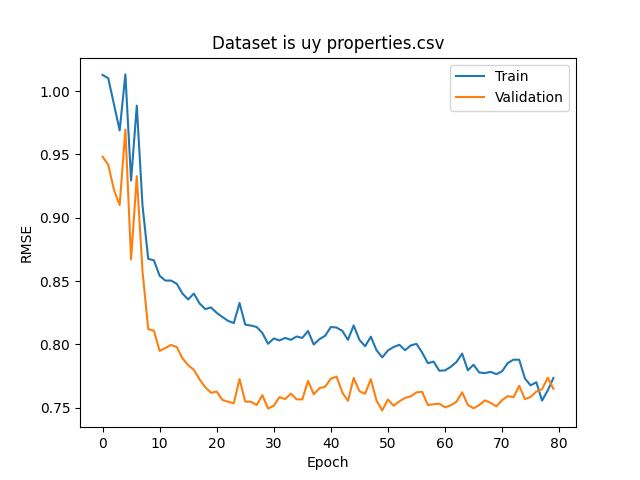 Dataset is uy properties.csv
Train
Validation
RMSE
1.00
0.95
0.90
0.85
0.80
0.75
0 10 20 30 40 50 60 70 80
Epoch